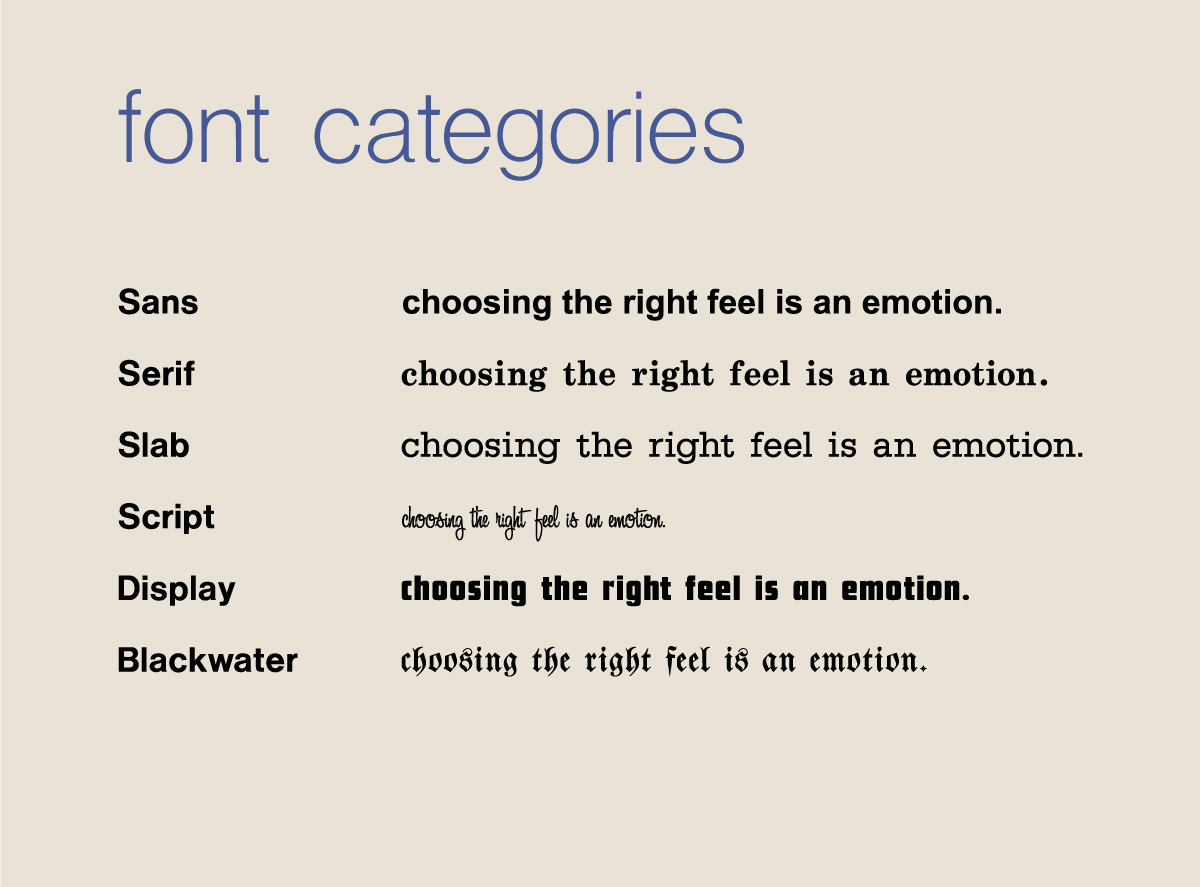 font categories
Sans choosing the right feel is an emotion.
Serif choosing the right feel is an emotion.
Slab choosing the right feel is an emotion.
Script choosing the right feel is an emotion.
Display choosing the right feel is an emotion.
Blackwater choosing the right feel is an emotion.